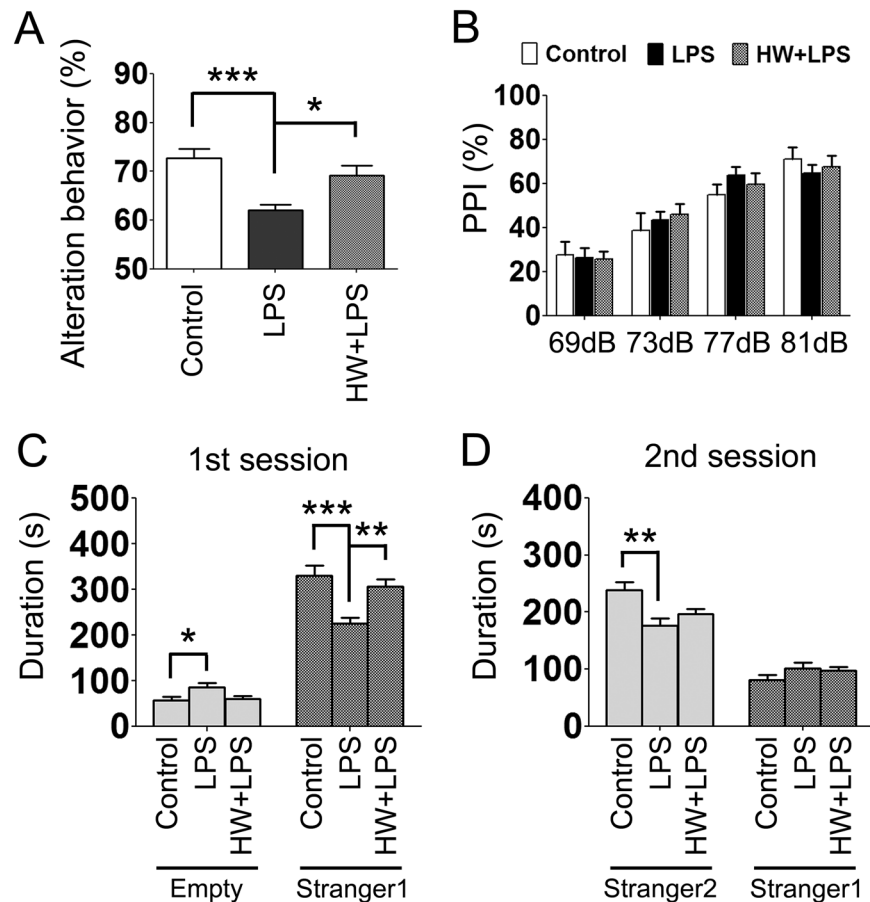 A
Alteration behavior (%)
90
80
70
60
50
***
*
Control
LPS
HW+LPS
B
Control LPS HW+LPS
PPI (%)
100
80
60
40
20
0
69dB 73dB 77dB 81dB
C
1st session
Duration (s)
500
400
300
200
100
0
*
***
**
Control
LPS
HW+LPS
Control
LPS
HW+LPS
Empty Stranger1
D
2nd session
Duration (s)
400
300
200
100
0
**
Control
LPS
HW+LPS
Control
LPS
HW+LPS
Stranger2 Stranger1